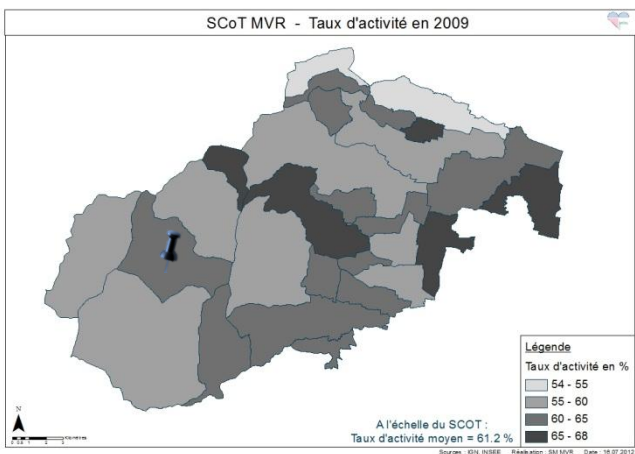 SCoT MVR - Taux d'activité en 2009
Légende
Taux d'activité en %
54 - 55
55 - 60
60 - 65
65 - 68
A l'échelle du SCOT :
Taux d'activité moyen = 61.2 %
N
Sources : IGN, INSEE Réalisation : SM MVR Date : 16.07.2012